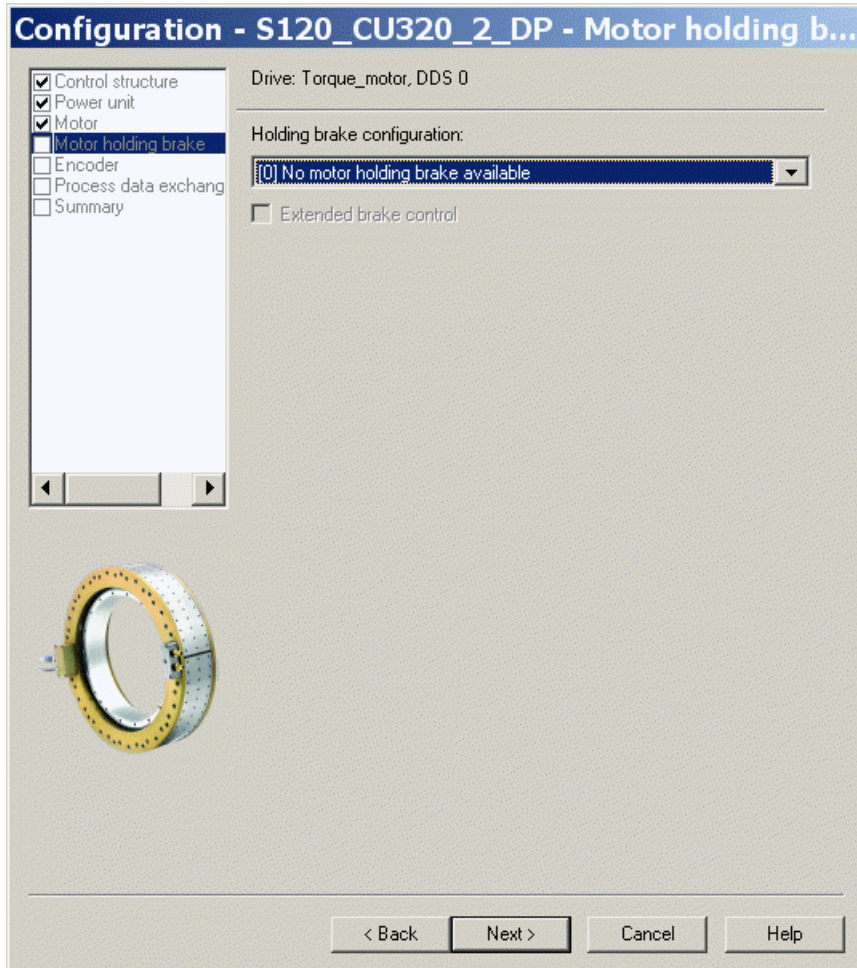 Configuration - S120_CU320_2_DP - Motor holding b...
Control structure
Power unit
Motor
Motor holding brake
Encoder
Process data exchang
Summary
Drive: Torque_motor, DDS 0
Holding brake configuration:
[0] No motor holding brake available
Extended brake control
< Back
Next >
Cancel
Help